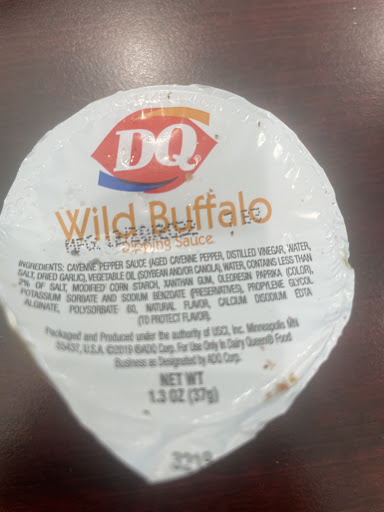 DQ
Wild Buffalo
Dipping Sauce
INGREDIENTS: CAYENNE PEPPER SAUCE (AGED CAYENNE PEPPER, DISTILLED VINEGAR, WATER,
SALT, DRIED GARLIC), VEGETABLE OIL (SOYBEAN AND/OR CANOLA), WATER, CONTAINS LESS THAN
2% OF SALT, MODIFIED CORN STARCH, XANTHAN GUM, OLEORESIN PAPRIKA (COLOR),
POTASSIUM SORBATE AND SODIUM BENZOATE (PRESERVATIVES), PROPYLENE GLYCOL
ALGINATE, POLYSORBATE 60, NATURAL FLAVOR, CALCIUM DISODIUM EDTA
(TO PROTECT FLAVOR).
Packaged and Produced under the authority of USCI, Inc. Minneapolis MN
55437, U.S.A. ©2019 ®ADQ Corp. For Use Only in Dairy Queen® Food
Business as Designated by ADQ Corp.
NET WT
1.3 OZ (37g)